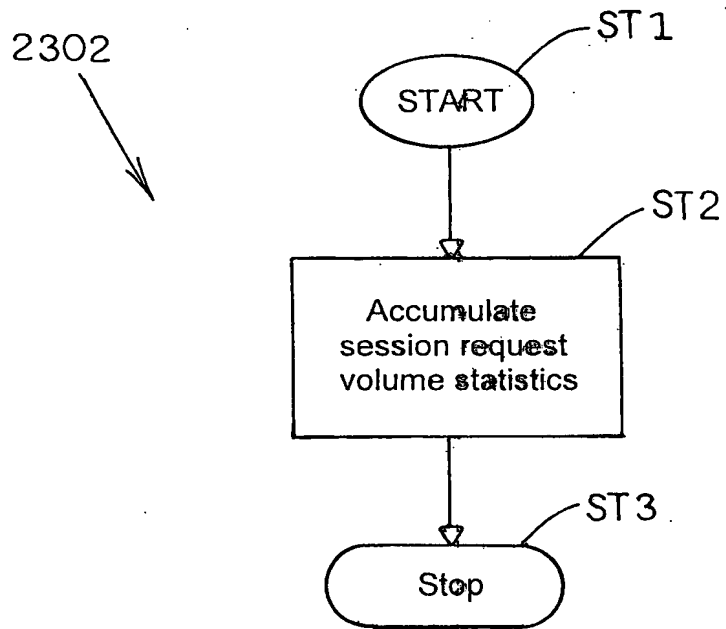 2302
ST1
START
ST2
Accumulate
session request
volume statistics
ST3
Stop